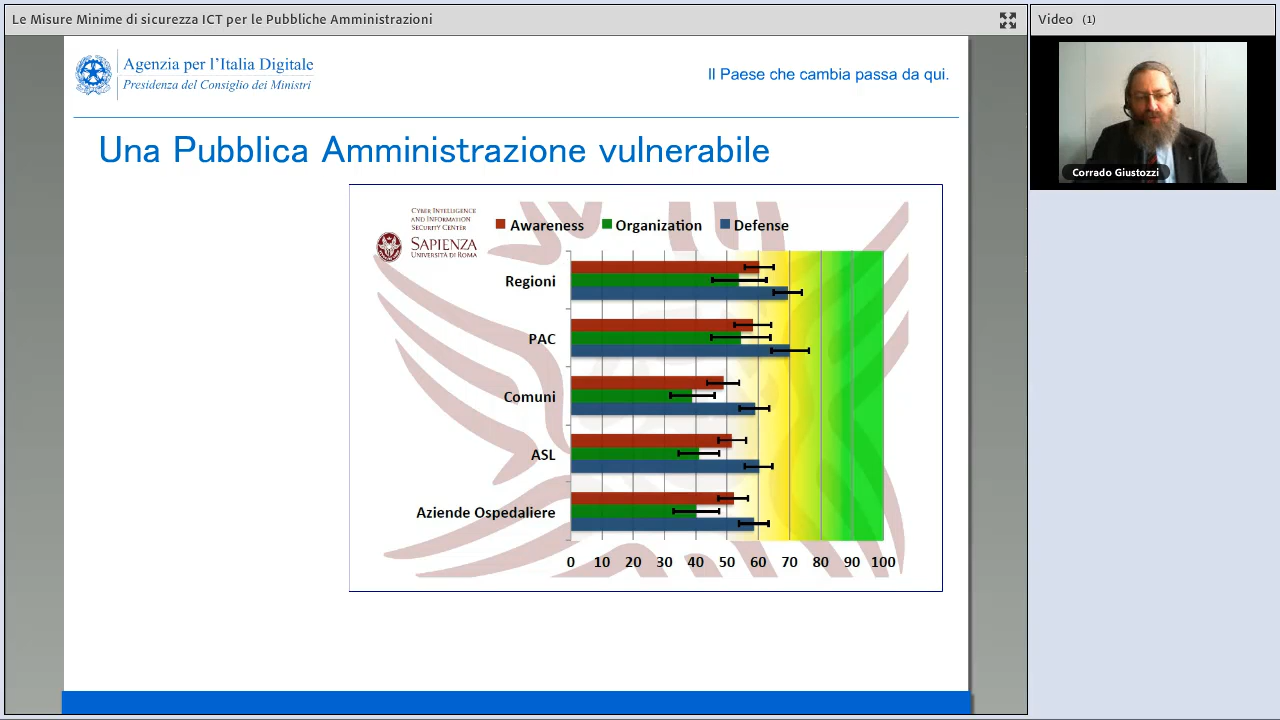 Le Misure Minime di sicurezza ICT per le Pubbliche Amministrazioni
Video (1)
Agenzia per l'Italia Digitale
Presidenza del Consiglio dei Ministri
Il Paese che cambia passa da qui.
Corrado Giustozzi
Una Pubblica Amministrazione vulnerabile
CYBER INTELLIGENCE
AND INFORMATION
SECURITY CENTER
SAPIENZA
UNIVERSITÀ DI ROMA
Awareness Organization Defense
Regioni
PAC
Comuni
ASL
Aziende Ospedaliere
0 10 20 30 40 50 60 70 80 90 100